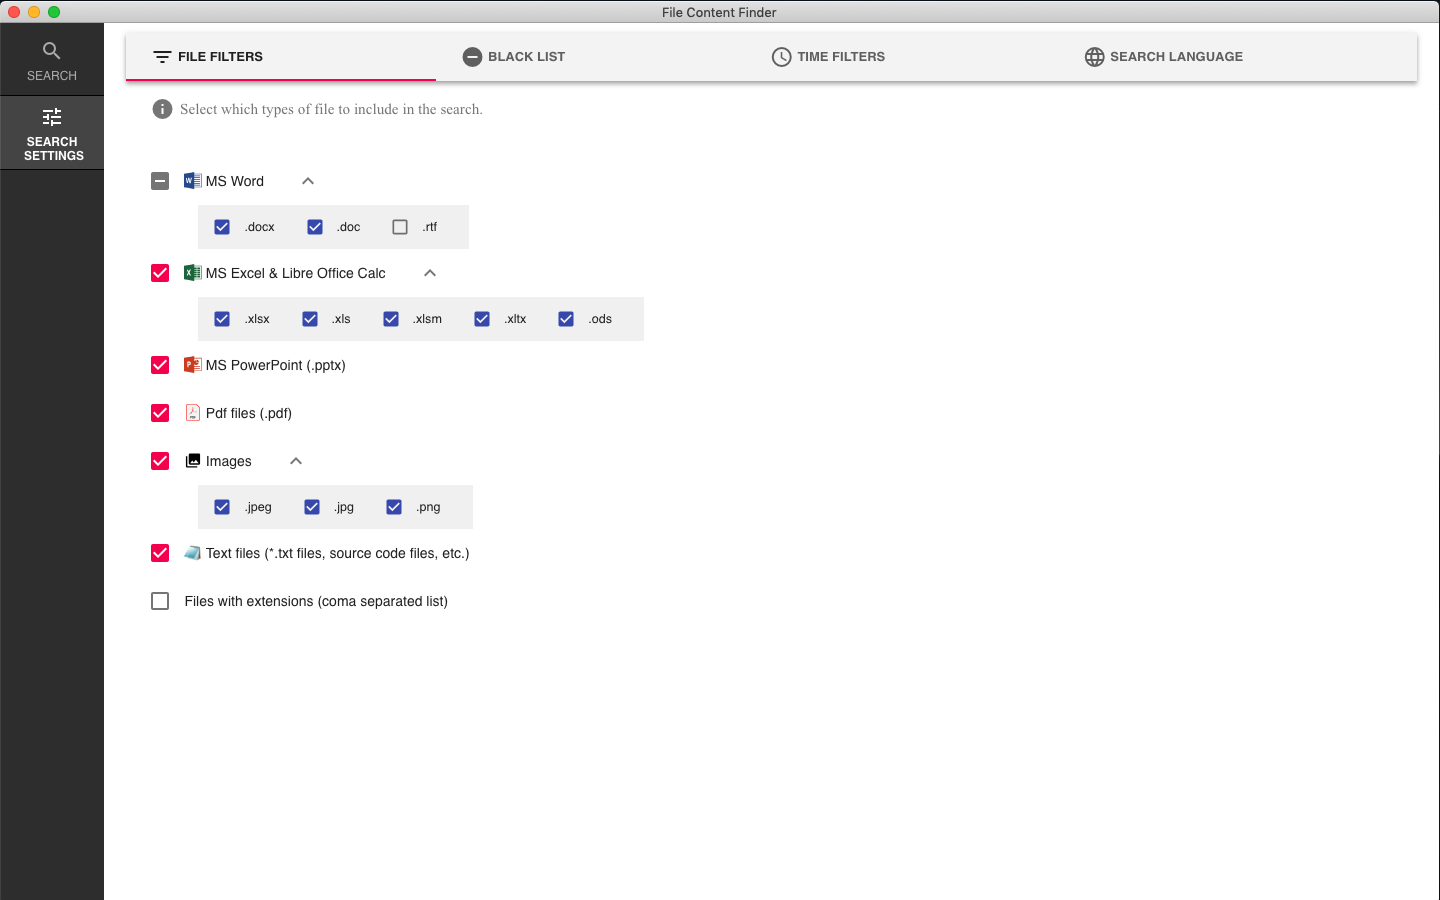 File Content Finder
SEARCH
SEARCH
SETTINGS
FILE FILTERS
BLACK LIST
TIME FILTERS
SEARCH LANGUAGE
Select which types of file to include in the search.
MS Word
.docx
.doc
.rtf
MS Excel & Libre Office Calc
.xlsx
.xls
.xlsm
.xltx
.ods
MS PowerPoint (.pptx)
Pdf files (.pdf)
Images
.jpeg
.jpg
.png
Text files (*.txt files, source code files, etc.)
Files with extensions (coma separated list)